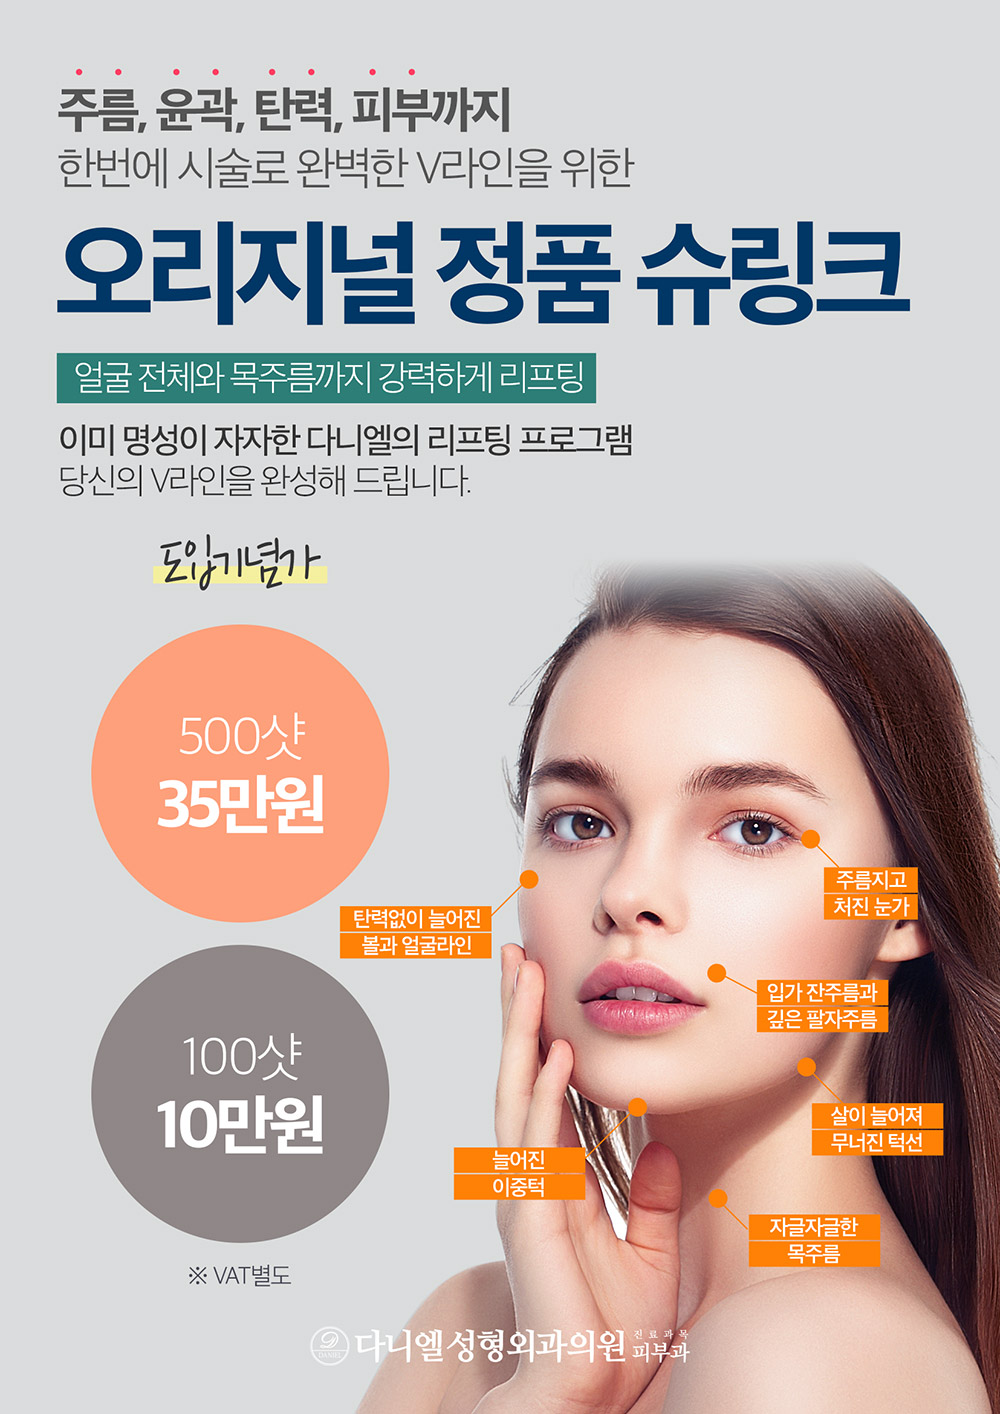 주름, 윤곽, 탄력, 피부까지
한번에 시술로 완벽한 V라인을 위한
오리지널 정품 슈링크
얼굴 전체와 목주름까지 강력하게 리프팅
이미 명성이 자자한 다니엘의 리프팅 프로그램
당신의 V라인을 완성해 드립니다.
도입기념가
500샷
35만원
100샷
10만원
※ VAT별도
주름지고
처진 눈가
탄력없이 늘어진
볼과 얼굴라인
입가 잔주름과
깊은 팔자주름
살이 늘어져
무너진 턱선
늘어진
이중턱
자글자글한
목주름
DANIEL
다니엘성형외과의원
진료과목
피부과